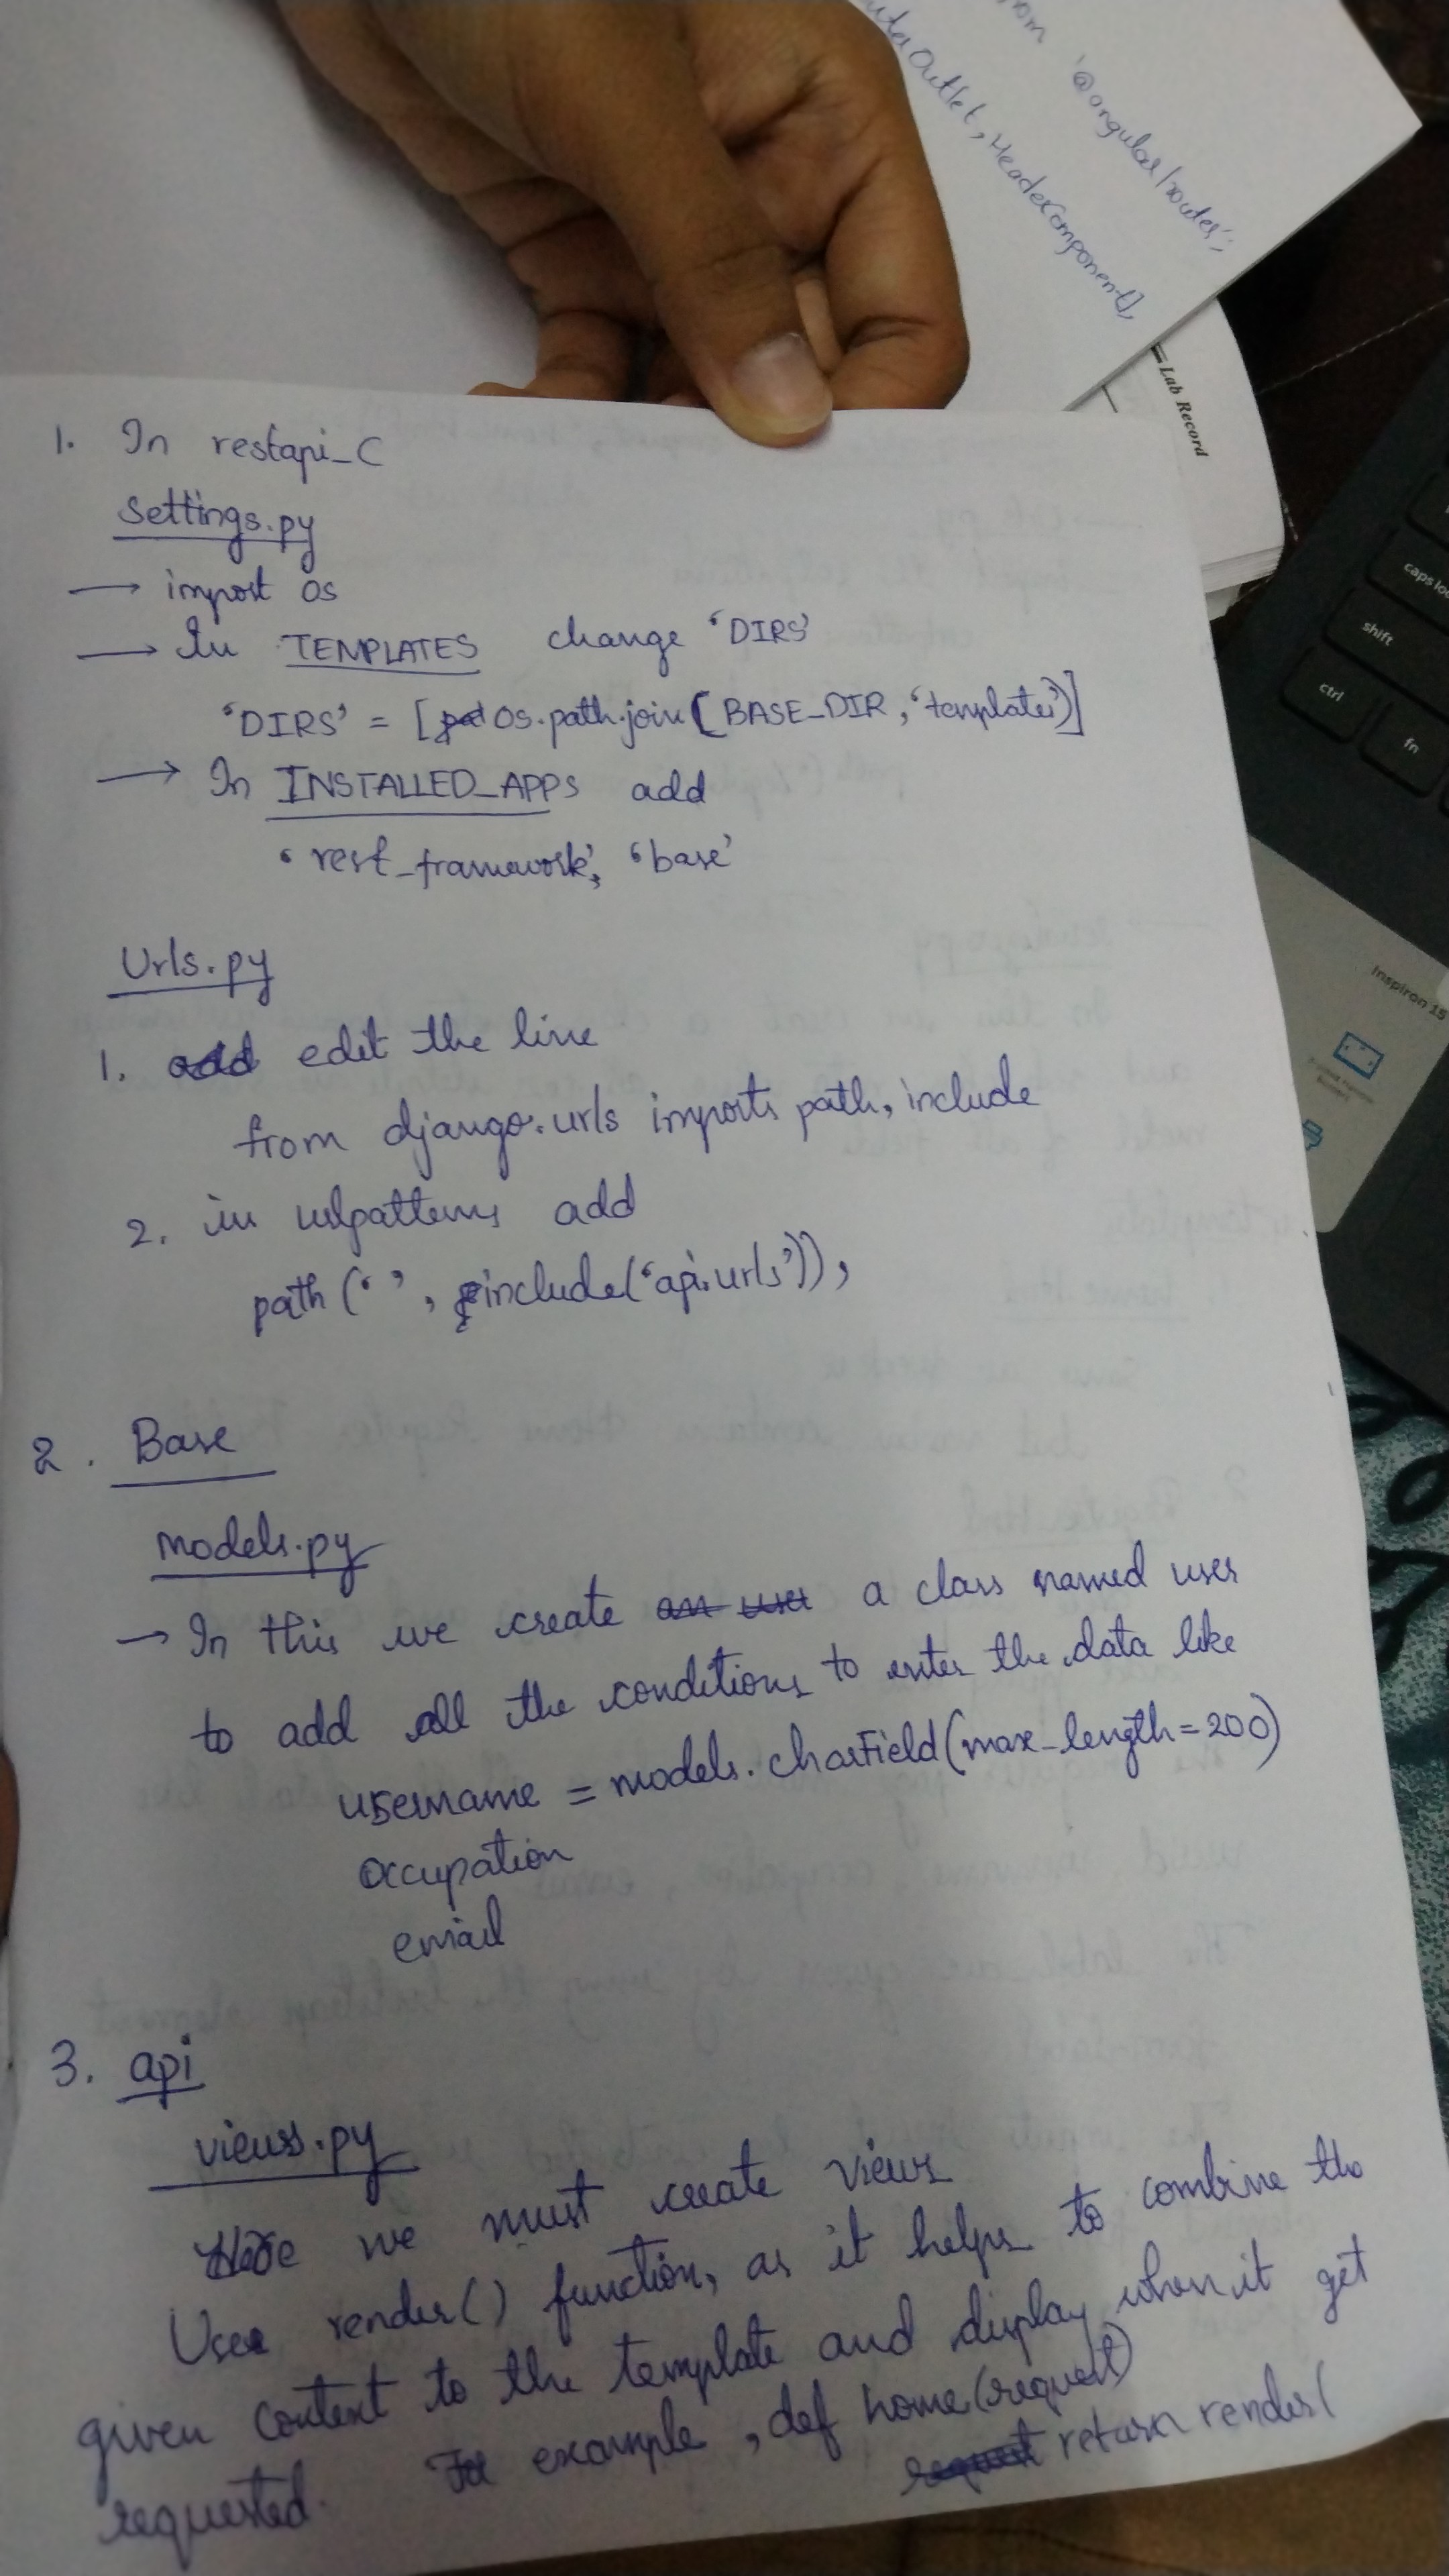 from '@angular/router';
uterOutlet, HeaderComponent],
Lab Record
caps lo
shift
ctrl
fn
Inspiron 15
1. In restapi_C
Settings.py
→ import os
→ In TEMPLATES change 'DIRS'
'DIRS' = [os.path.join(BASE_DIR, 'templates')]
→ In INSTALLED_APPS add
'rest_framework', 'base'
Urls.py
1. edit the line
from django.urls imports path, include
2. in urlpatterns add
path(' ', include('api.urls')),
2. Base
models.py
→ In this we create a class named user
to add all the conditions to enter the data like
username = models.CharField(max_length=200)
occupation
email
3. api
views.py
Here we must create views
Use render() function, as it helps to combine the
given context to the template and display when it get
requested. For example, def home(request)
return render(